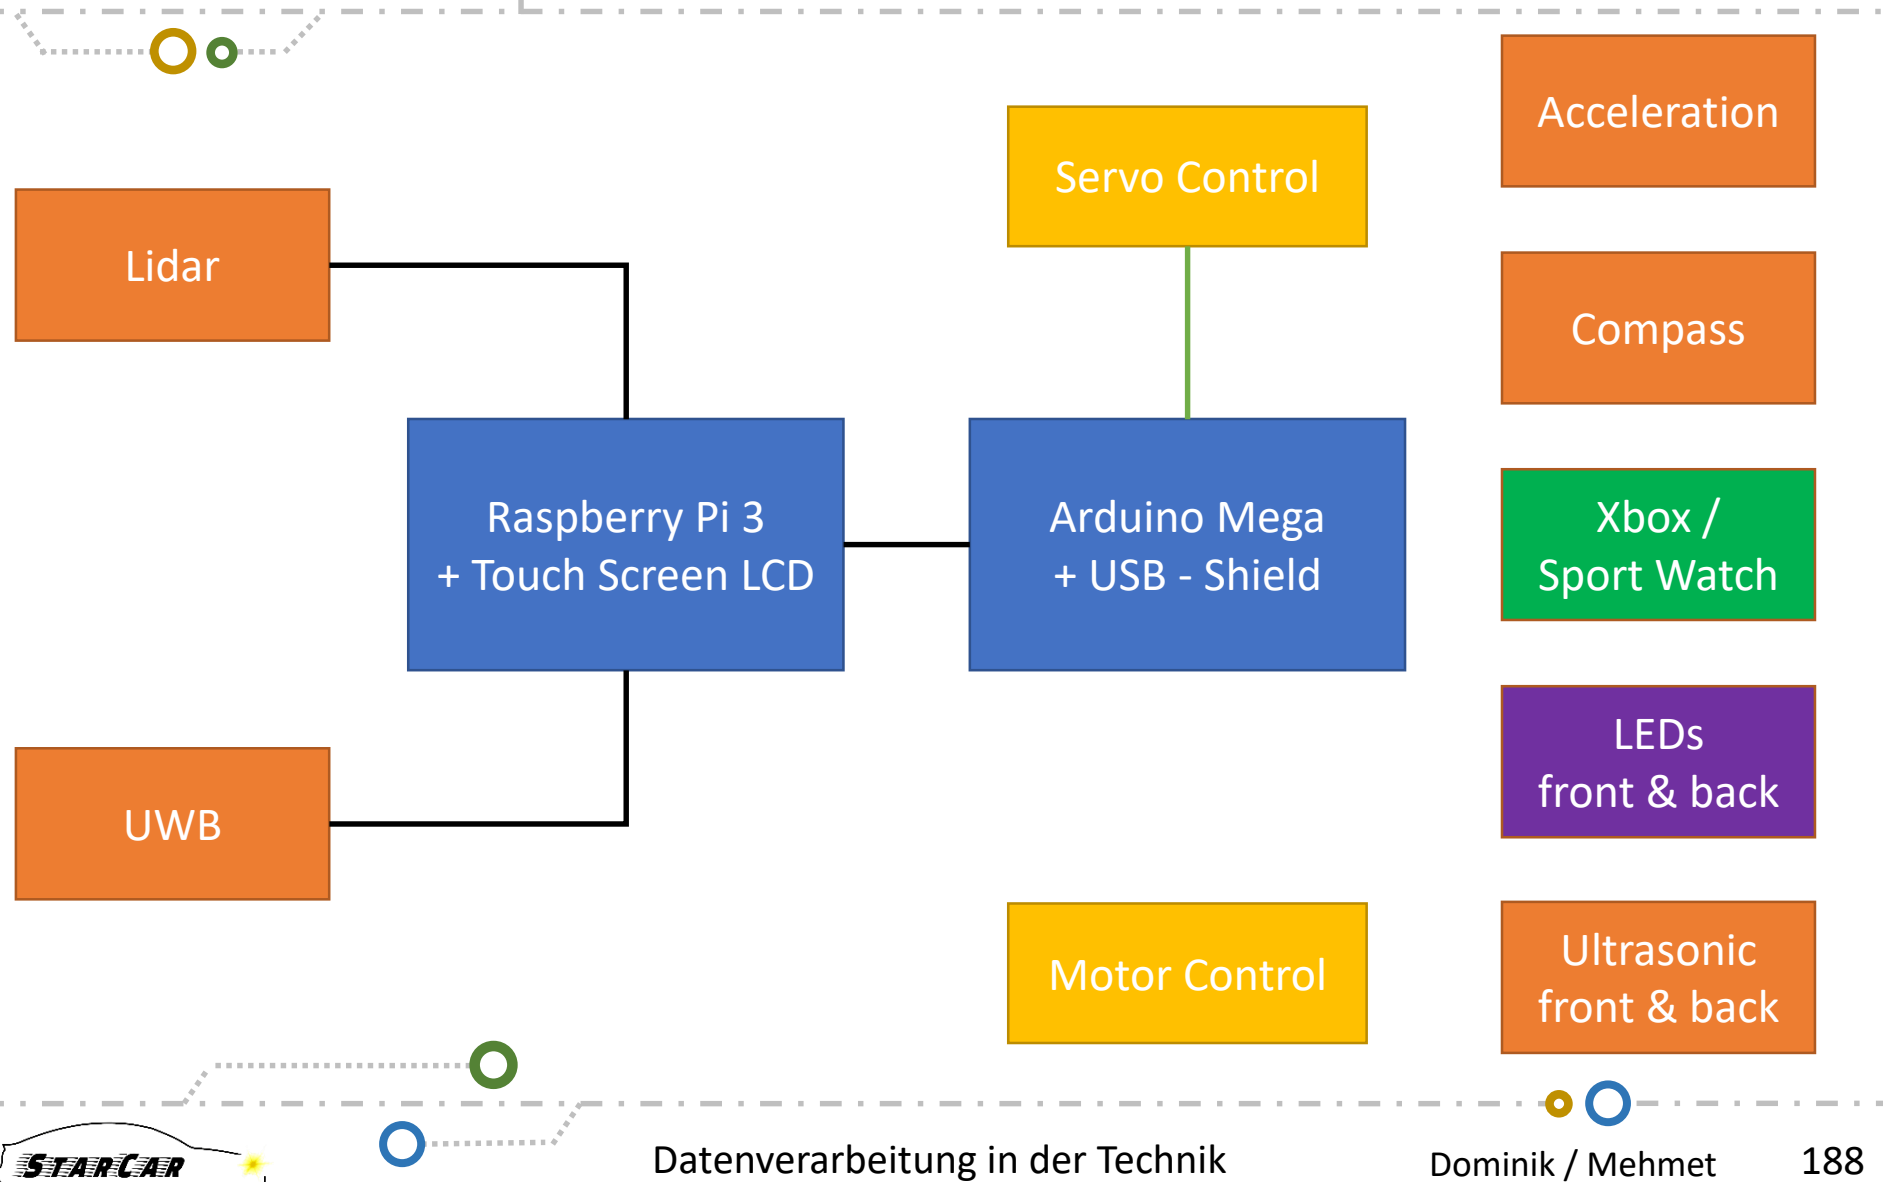 Acceleration
Servo Control
Lidar
Compass
Raspberry Pi 3
+ Touch Screen LCD
Arduino Mega
+ USB - Shield
Xbox /
Sport Watch
LEDs
front & back
UWB
Motor Control
Ultrasonic
front & back
STARCAR
Datenverarbeitung in der Technik
Dominik / Mehmet
188